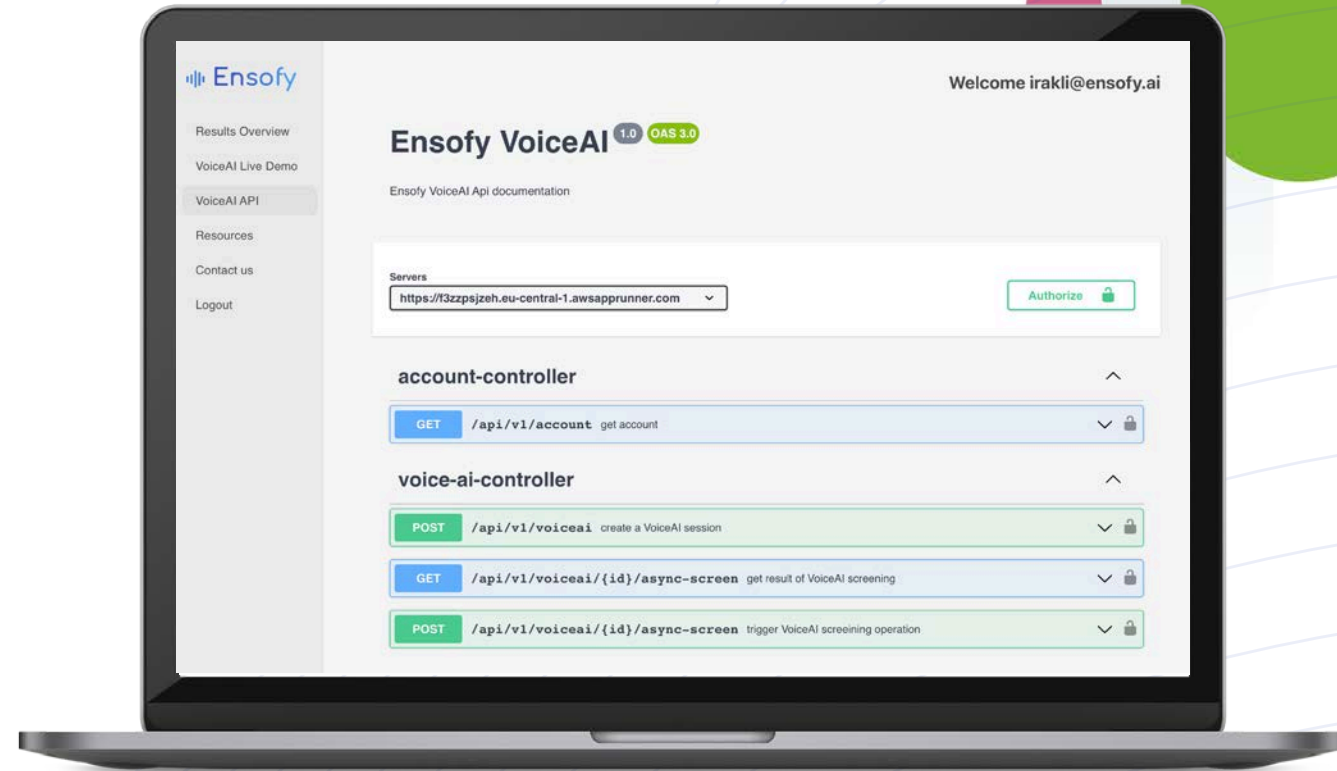 Ensofy
Welcome irakli@ensofy.ai
Results Overview
VoiceAI Live Demo
VoiceAI API
Resources
Contact us
Logout
Ensofy VoiceAI 1.0 OAS 3.0
Ensofy VoiceAI Api documentation
Servers
https://f3zzpsjzeh.eu-central-1.awsapprunner.com
Authorize
account-controller
GET /api/v1/account get account
voice-ai-controller
POST /api/v1/voiceai create a VoiceAI session
GET /api/v1/voiceai/{id}/async-screen get result of VoiceAI screening
POST /api/v1/voiceai/{id}/async-screen trigger VoiceAI screeining operation